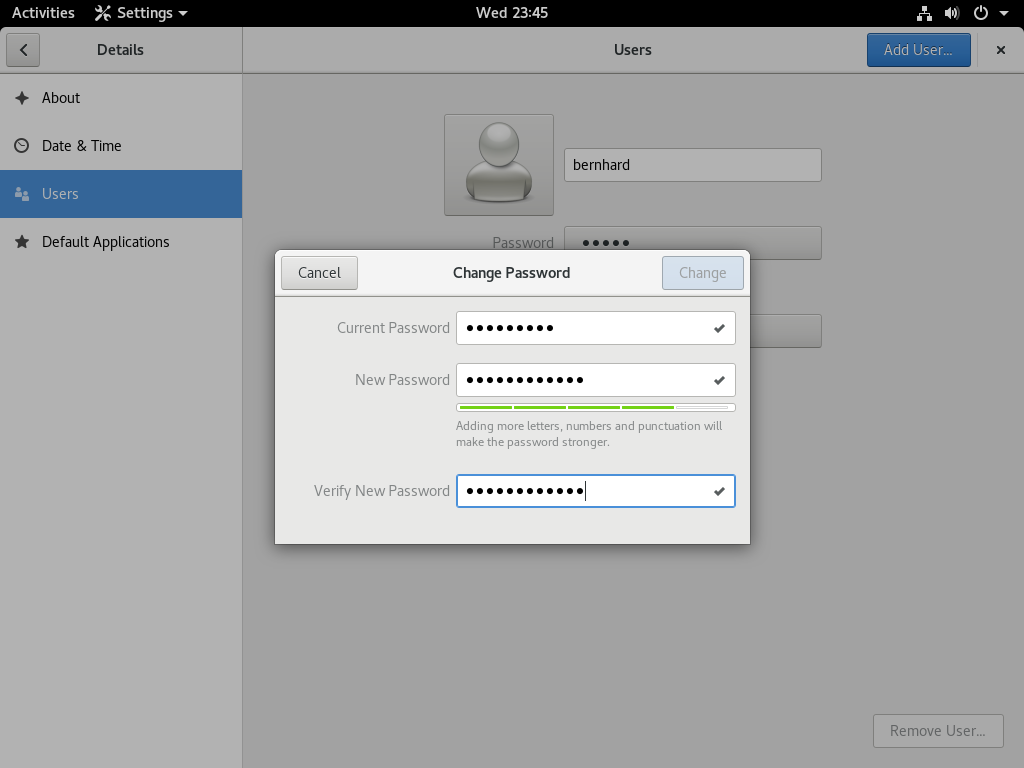 Activities Settings Wed 23:45
Details Users Add User...
About
Date & Time
Users
Default Applications
bernhard
Password •••••
Cancel Change Password Change
Current Password •••••••••
New Password ••••••••••••
Adding more letters, numbers and punctuation will
make the password stronger.
Verify New Password ••••••••••••
Remove User...